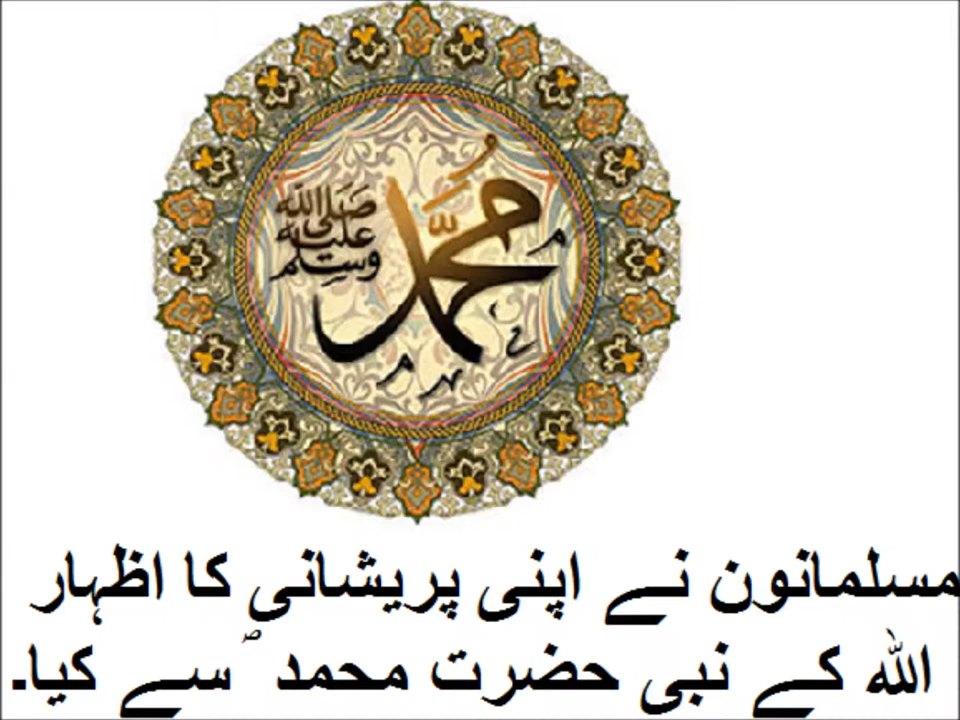 محمد
صلى الله
عليه
وسلم
مسلمانون نے اپنی پریشانی کا اظہار
اللہ کے نبی حضرت محمد ؐ سے کیا۔